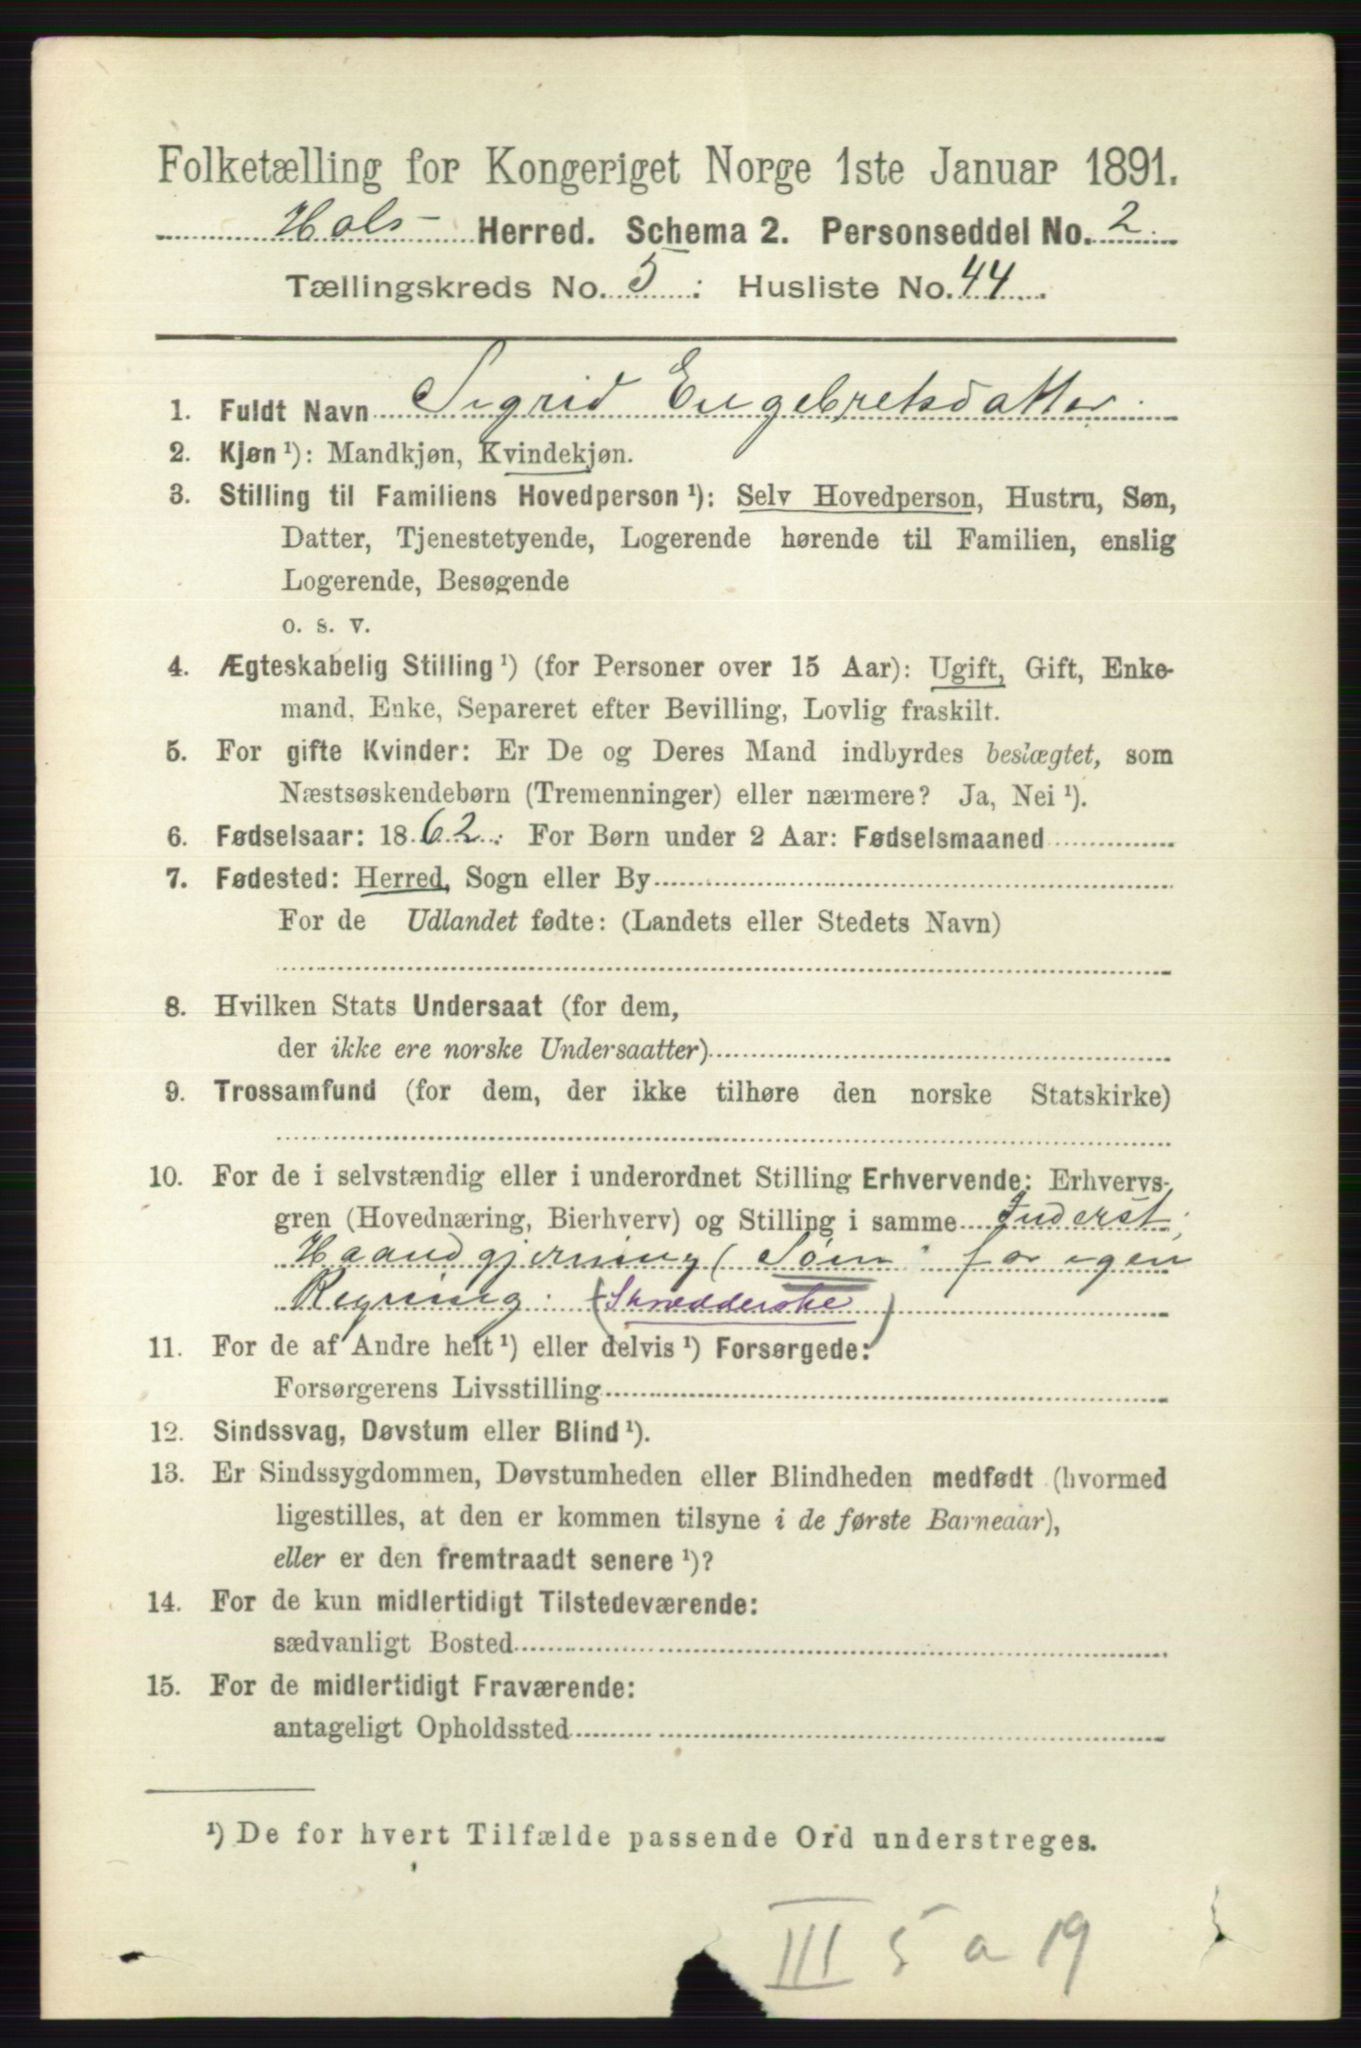 Folketælling for Kongeriget Norge 1ste Januar 1891.
Hols Herred. Schema 2. Personseddel No. 2
Tællingskreds No. 5 : Husliste No. 44
1. Fuldt Navn Sigrid Engebretsdatter
2. Kjøn ¹): Mandkjøn, Kvindekjøn.
3. Stilling til Familiens Hovedperson ¹): Selv Hovedperson, Hustru, Søn,
Datter, Tjenestetyende, Logerende hørende til Familien, enslig
Logerende, Besøgende
o. s. v.
4. Ægteskabelig Stilling ¹) (for Personer over 15 Aar): Ugift, Gift, Enke-
mand, Enke, Separeret efter Bevilling, Lovlig fraskilt.
5. For gifte Kvinder: Er De og Deres Mand indbyrdes beslægtet, som
Næstsøskendebørn (Tremenninger) eller nærmere? Ja, Nei ¹).
6. Fødselsaar: 1862. For Børn under 2 Aar: Fødselsmaaned
7. Fødested: Herred, Sogn eller By
For de Udlandet fødte: (Landets eller Stedets Navn)
8. Hvilken Stats Undersaat (for dem,
der ikke ere norske Undersaatter)
9. Trossamfund (for dem, der ikke tilhøre den norske Statskirke)
10. For de i selvstændig eller i underordnet Stilling Erhvervende: Erhvervs-
gren (Hovednæring, Bierhverv) og Stilling i samme Inderst,
Haandgjerning (Søm for egen
Regning. (Skrædderske)
11. For de af Andre helt ¹) eller delvis ¹) Forsørgede:
Forsørgerens Livsstilling
12. Sindssvag, Døvstum eller Blind ¹).
13. Er Sindssygdommen, Døvstumheden eller Blindheden medfødt (hvormed
ligestilles, at den er kommen tilsyne i de første Barneaar),
eller er den fremtraadt senere ¹)?
14. For de kun midlertidigt Tilstedeværende:
sædvanligt Bosted
15. For de midlertidigt Fraværende:
antageligt Opholdssted
¹) De for hvert Tilfælde passende Ord understreges.
III 5 a 19